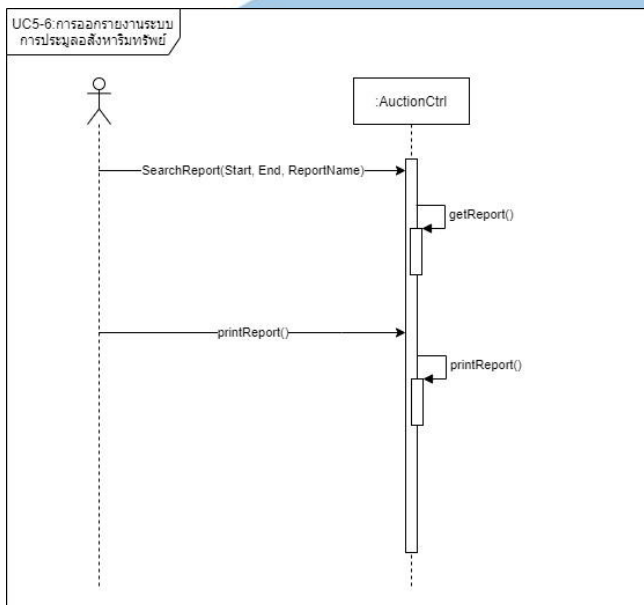 UC5-6:การออกรายงานระบบ
การประมูลอสังหาริมทรัพย์
:AuctionCtrl
SearchReport(Start, End, ReportName)
getReport()
printReport()
printReport()